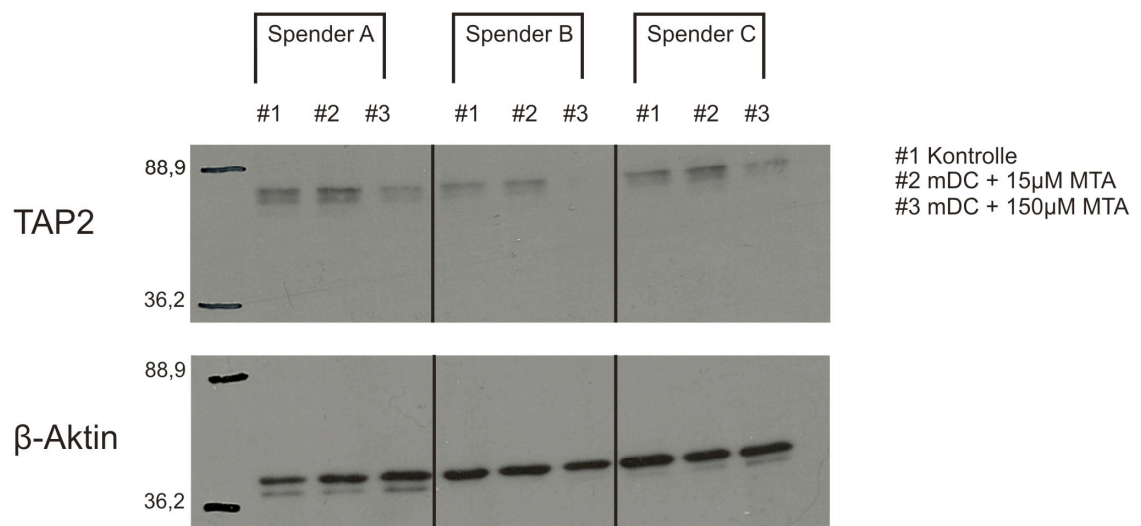 Spender A
Spender B
Spender C
#1 #2 #3
#1 #2 #3
#1 #2 #3
TAP2
88,9
36,2
#1 Kontrolle
#2 mDC + 15µM MTA
#3 mDC + 150µM MTA
β-Aktin
88,9
36,2